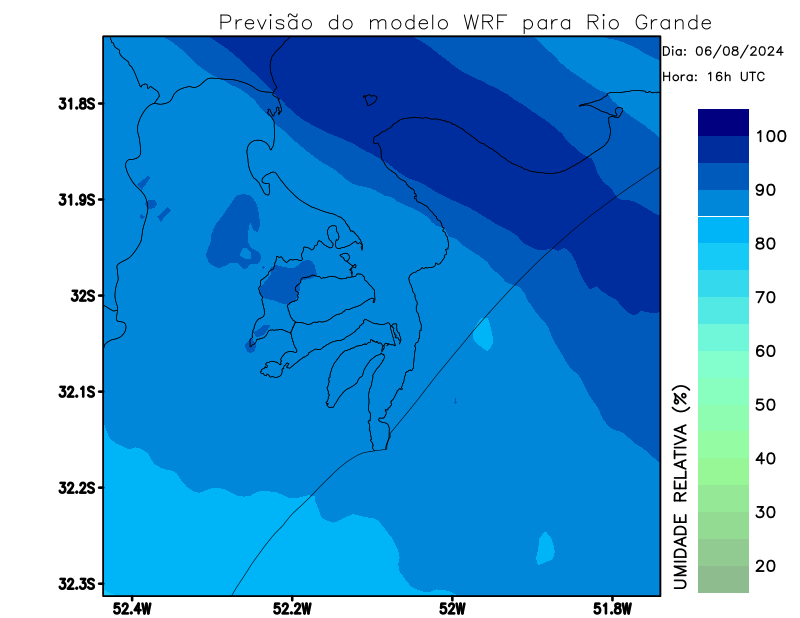 Previsão do modelo WRF para Rio Grande
Dia: 06/08/2024
Hora: 16h UTC
31.8S
31.9S
32S
32.1S
32.2S
32.3S
52.4W
52.2W
52W
51.8W
UMIDADE RELATIVA (%)
100
90
80
70
60
50
40
30
20